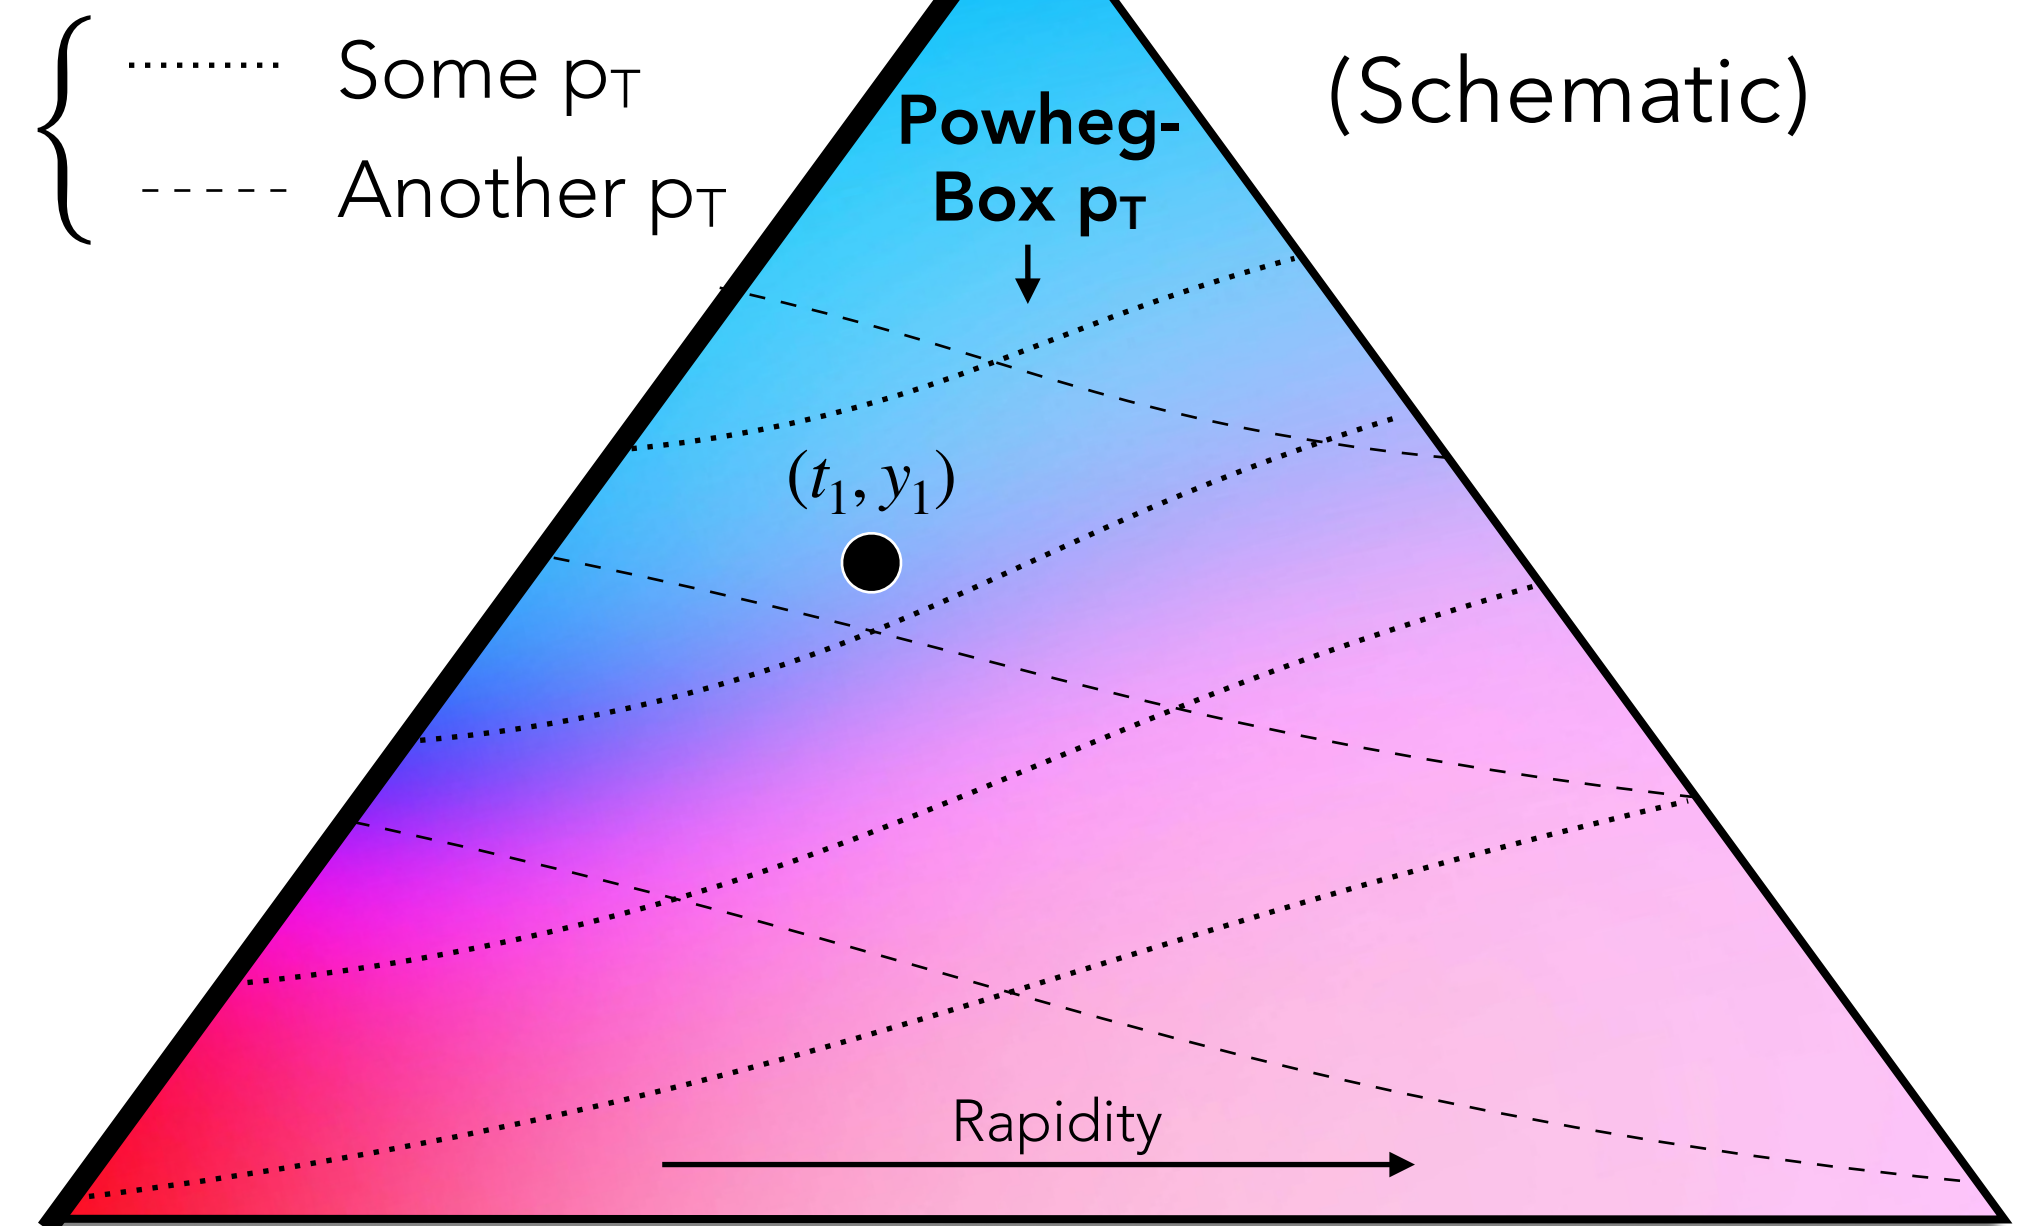 Some pT
Another pT
(Schematic)
Powheg-
Box pT
(t1, y1)
Rapidity